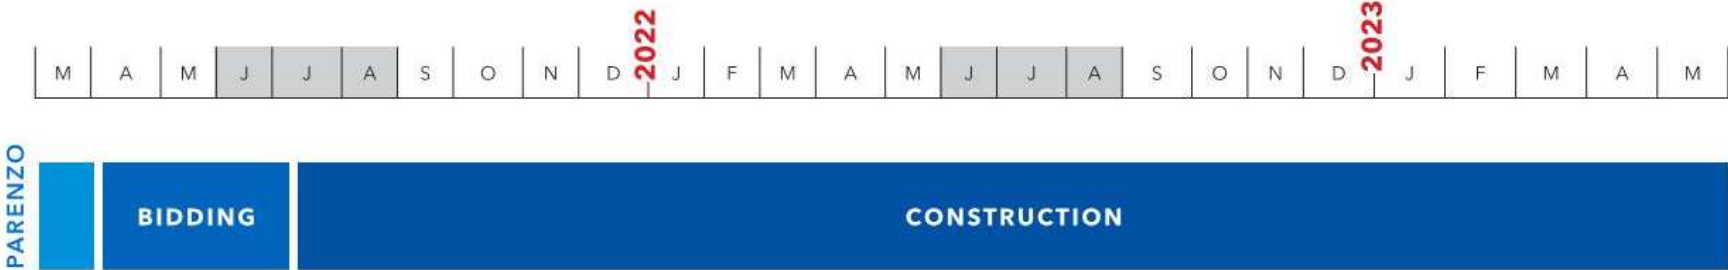 M A M J J A S O N D 2022 J F M A M J J A S O N D 2023 J F M A M
PARENZO
BIDDING
CONSTRUCTION